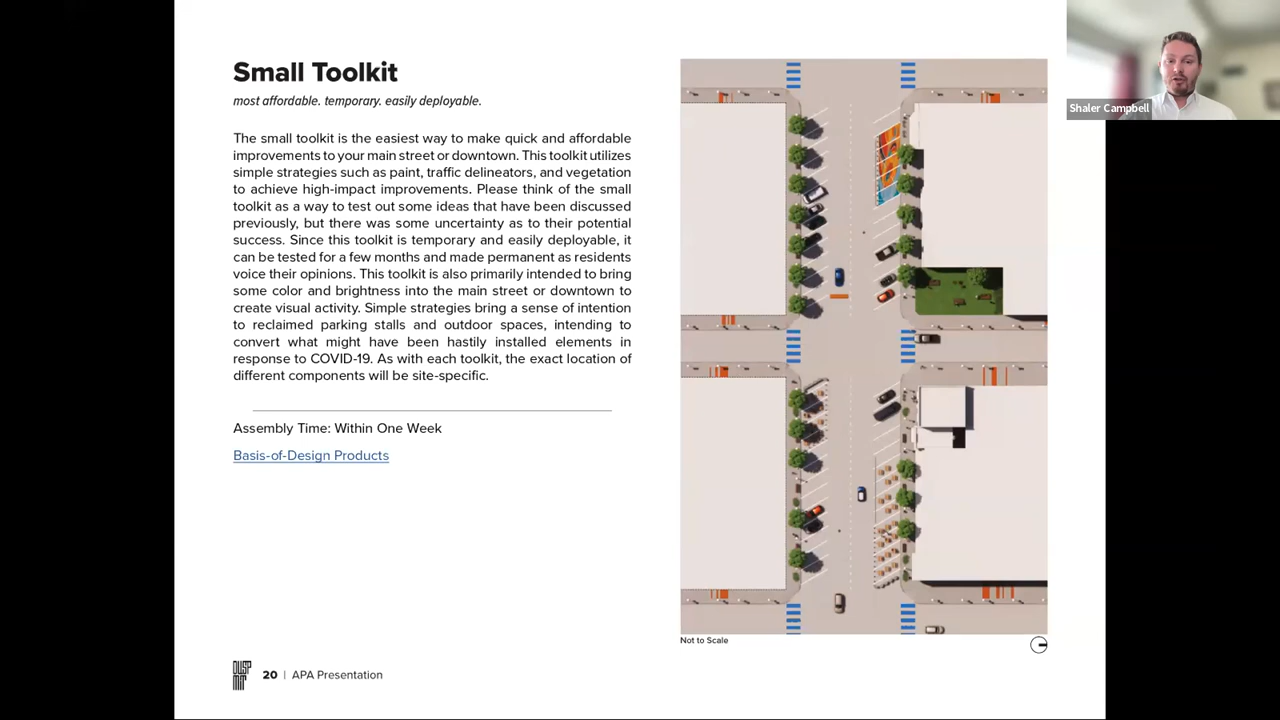 Small Toolkit
most affordable. temporary. easily deployable.
The small toolkit is the easiest way to make quick and affordable
improvements to your main street or downtown. This toolkit utilizes
simple strategies such as paint, traffic delineators, and vegetation
to achieve high-impact improvements. Please think of the small
toolkit as a way to test out some ideas that have been discussed
previously, but there was some uncertainty as to their potential
success. Since this toolkit is temporary and easily deployable, it
can be tested for a few months and made permanent as residents
voice their opinions. This toolkit is also primarily intended to bring
some color and brightness into the main street or downtown to
create visual activity. Simple strategies bring a sense of intention
to reclaimed parking stalls and outdoor spaces, intending to
convert what might have been hastily installed elements in
response to COVID-19. As with each toolkit, the exact location of
different components will be site-specific.
Assembly Time: Within One Week
Basis-of-Design Products
Not to Scale
DUSP
MIT
20 | APA Presentation
Shaler Campbell